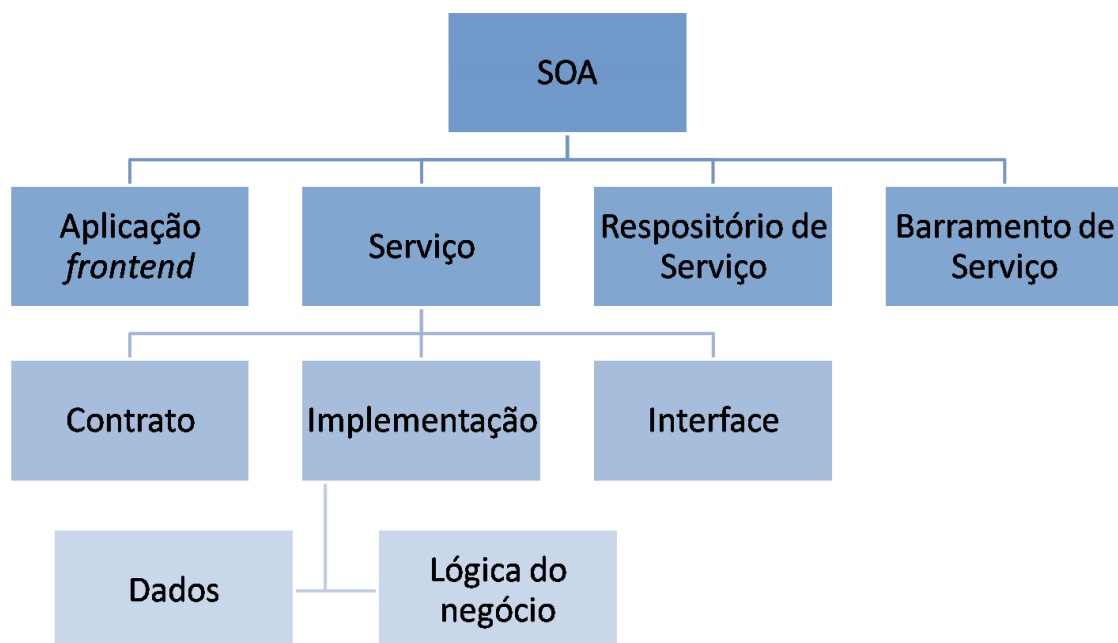 SOA
Aplicação
frontend
Serviço
Respositório de
Serviço
Barramento de
Serviço
Contrato
Implementação
Interface
Dados
Lógica do
negócio